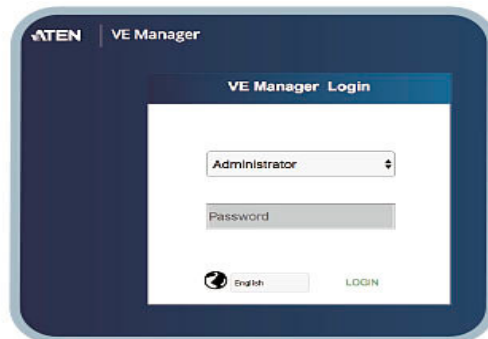 ATEN VE Manager
VE Manager Login
Administrator
Password
English LOGIN